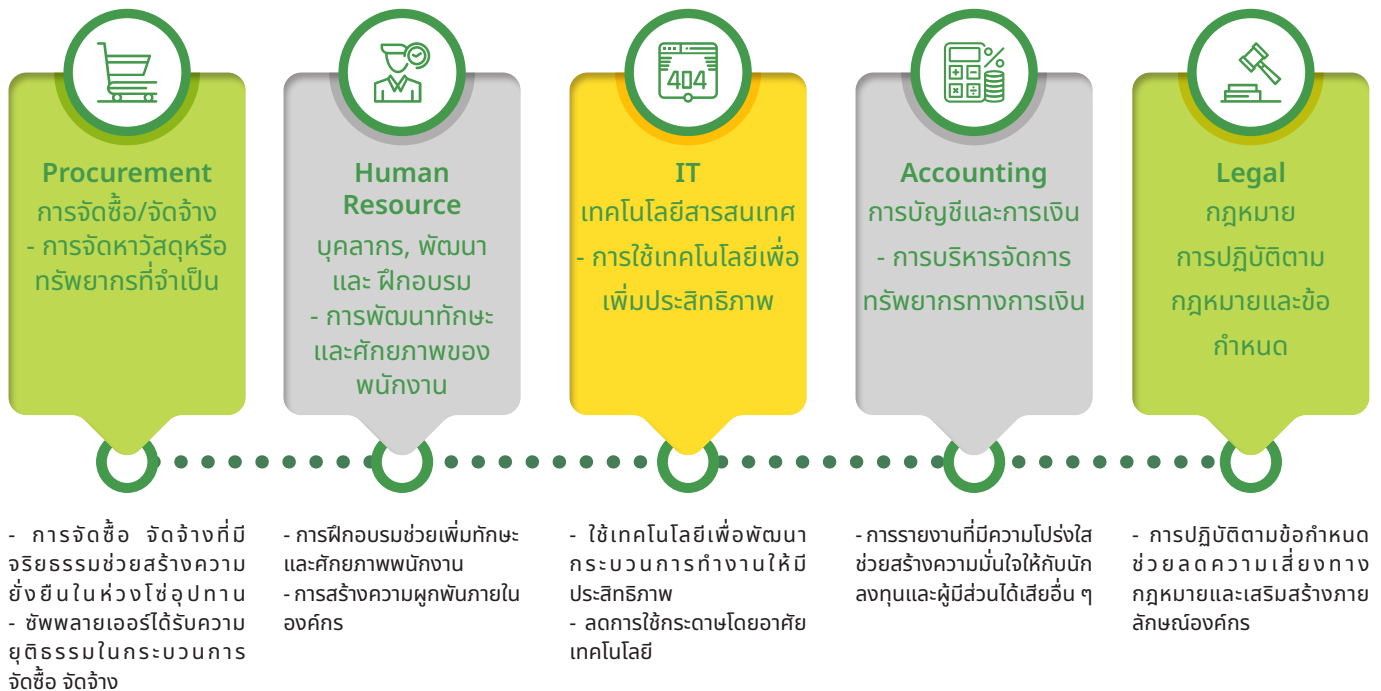 404
Procurement
การจัดซื้อ/จัดจ้าง
- การจัดหาวัสดุหรือ
ทรัพยากรที่จำเป็น
Human
Resource
บุคลากร, พัฒนา
และ ฝึกอบรม
- การพัฒนาทักษะ
และศักยภาพของ
พนักงาน
IT
เทคโนโลยีสารสนเทศ
- การใช้เทคโนโลยีเพื่อ
เพิ่มประสิทธิภาพ
Accounting
การบัญชีและการเงิน
- การบริหารจัดการ
ทรัพยากรทางการเงิน
Legal
กฎหมาย
การปฏิบัติตาม
กฎหมายและข้อ
กำหนด
- การจัดซื้อ จัดจ้างที่มี
จริยธรรมช่วยสร้างความ
ยั่งยืนในห่วงโซ่อุปทาน
- ซัพพลายเออร์ได้รับความ
ยุติธรรมในกระบวนการ
จัดซื้อ จัดจ้าง
- การฝึกอบรมช่วยเพิ่มทักษะ
และศักยภาพพนักงาน
- การสร้างความผูกพันภายใน
องค์กร
- ใช้เทคโนโลยีเพื่อพัฒนา
กระบวนการทำงานให้มี
ประสิทธิภาพ
- ลดการใช้กระดาษโดยอาศัย
เทคโนโลยี
- การรายงานที่มีความโปร่งใส
ช่วยสร้างความมั่นใจให้กับนัก
ลงทุนและผู้มีส่วนได้เสียอื่น ๆ
- การปฏิบัติตามข้อกำหนด
ช่วยลดความเสี่ยงทาง
กฎหมายและเสริมสร้างภาย
ลักษณ์องค์กร